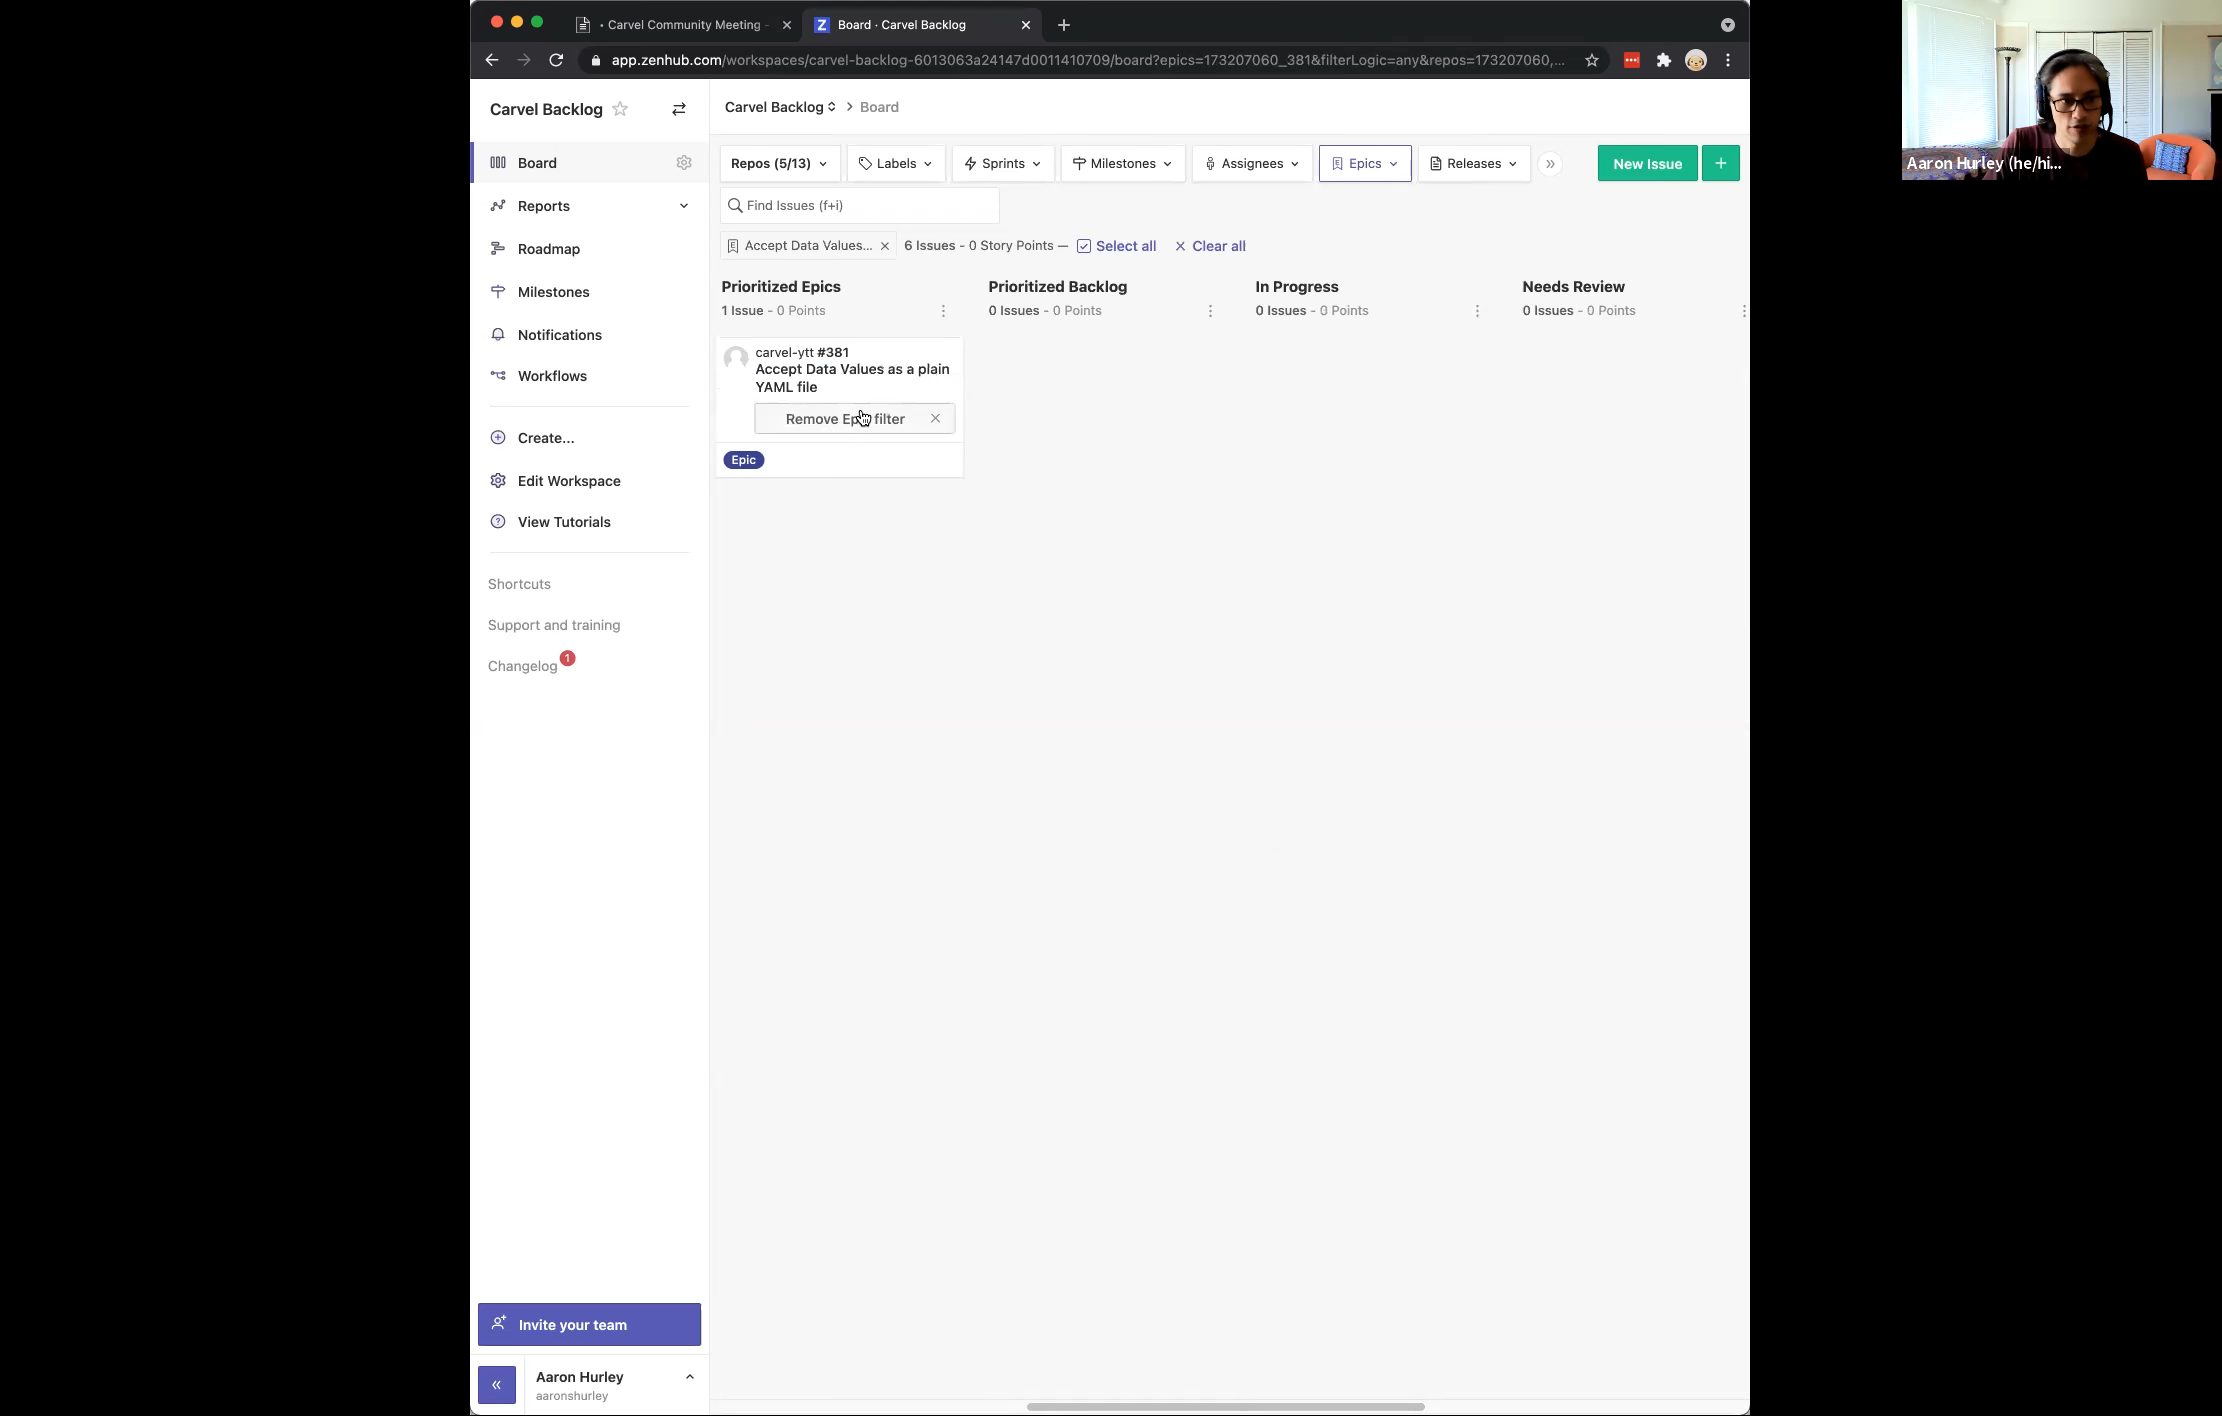 • Carvel Community Meeting -
Board · Carvel Backlog
app.zenhub.com/workspaces/carvel-backlog-6013063a24147d0011410709/board?epics=173207060_381&filterLogic=any&repos=173207060,...
Aaron Hurley (he/hi...
Carvel Backlog
Board
Reports
Roadmap
Milestones
Notifications
Workflows
Create...
Edit Workspace
View Tutorials
Shortcuts
Support and training
Changelog 1
Invite your team
Aaron Hurley
aaronshurley
Carvel Backlog > Board
Repos (5/13) Labels Sprints Milestones Assignees Epics Releases » New Issue +
Find Issues (f+i)
Accept Data Values... × 6 Issues - 0 Story Points — Select all × Clear all
Prioritized Epics
1 Issue - 0 Points
Prioritized Backlog
0 Issues - 0 Points
In Progress
0 Issues - 0 Points
Needs Review
0 Issues - 0 Points
carvel-ytt #381
Accept Data Values as a plain
YAML file
Remove Epic filter ×
Epic